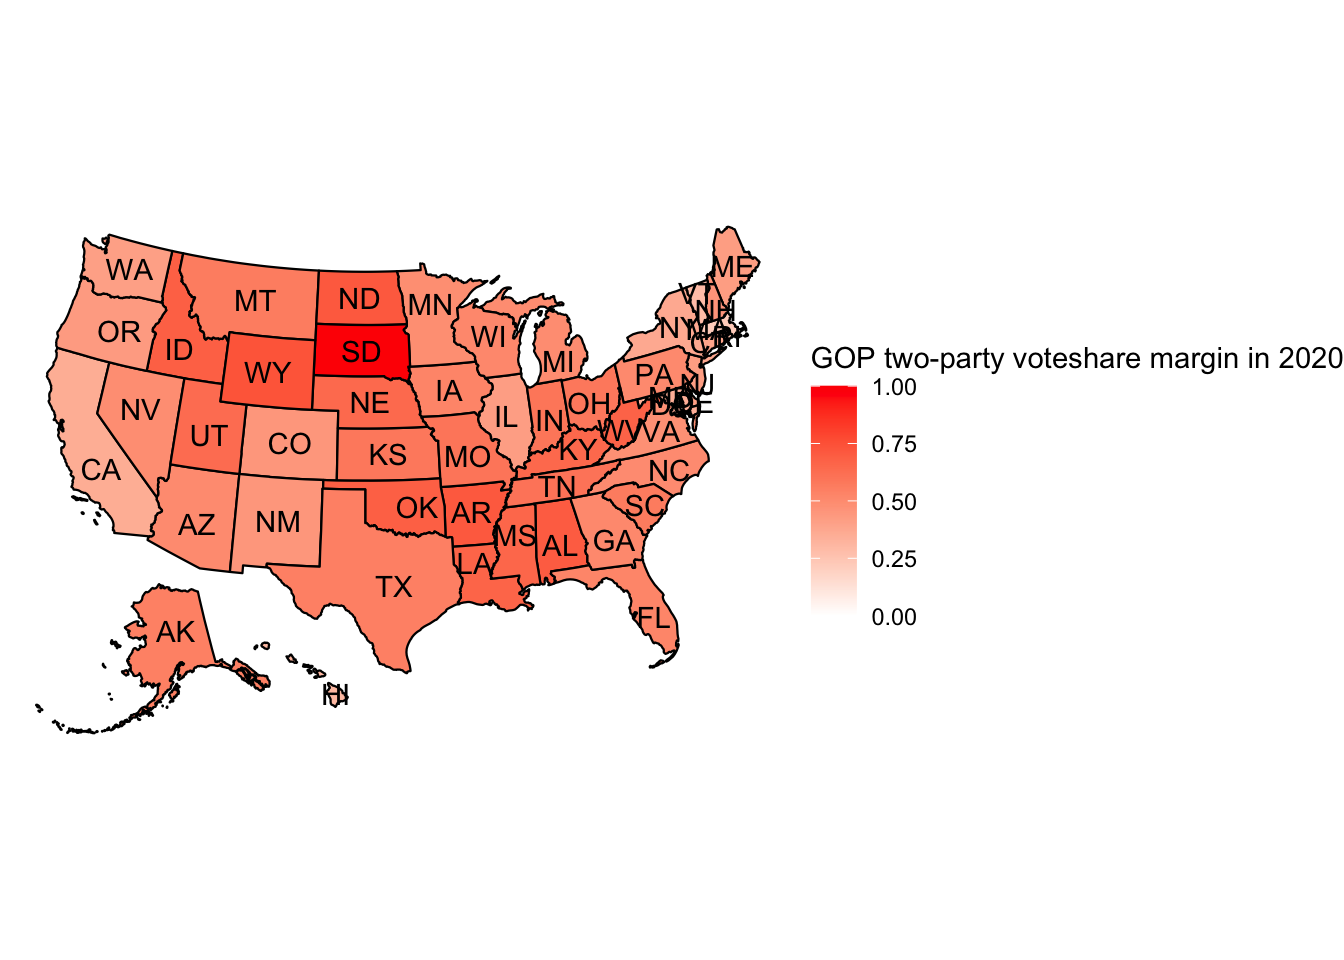 ME
WA
VT
NH
MT
ND
MN
NY
MA
OR
WI
CT
RI
ID
SD
MI
GOP two-party voteshare margin in 2020
WY
PA
NJ
1.00
IA
MD
NE
OH
DE
DC
NV
IL
IN
UT
CO
WV
VA
0.75
KS
MO
KY
CA
NC
TN
0.50
OK
AR
SC
AZ
NM
MS
AL
GA
0.25
LA
TX
FL
0.00
AK
HI